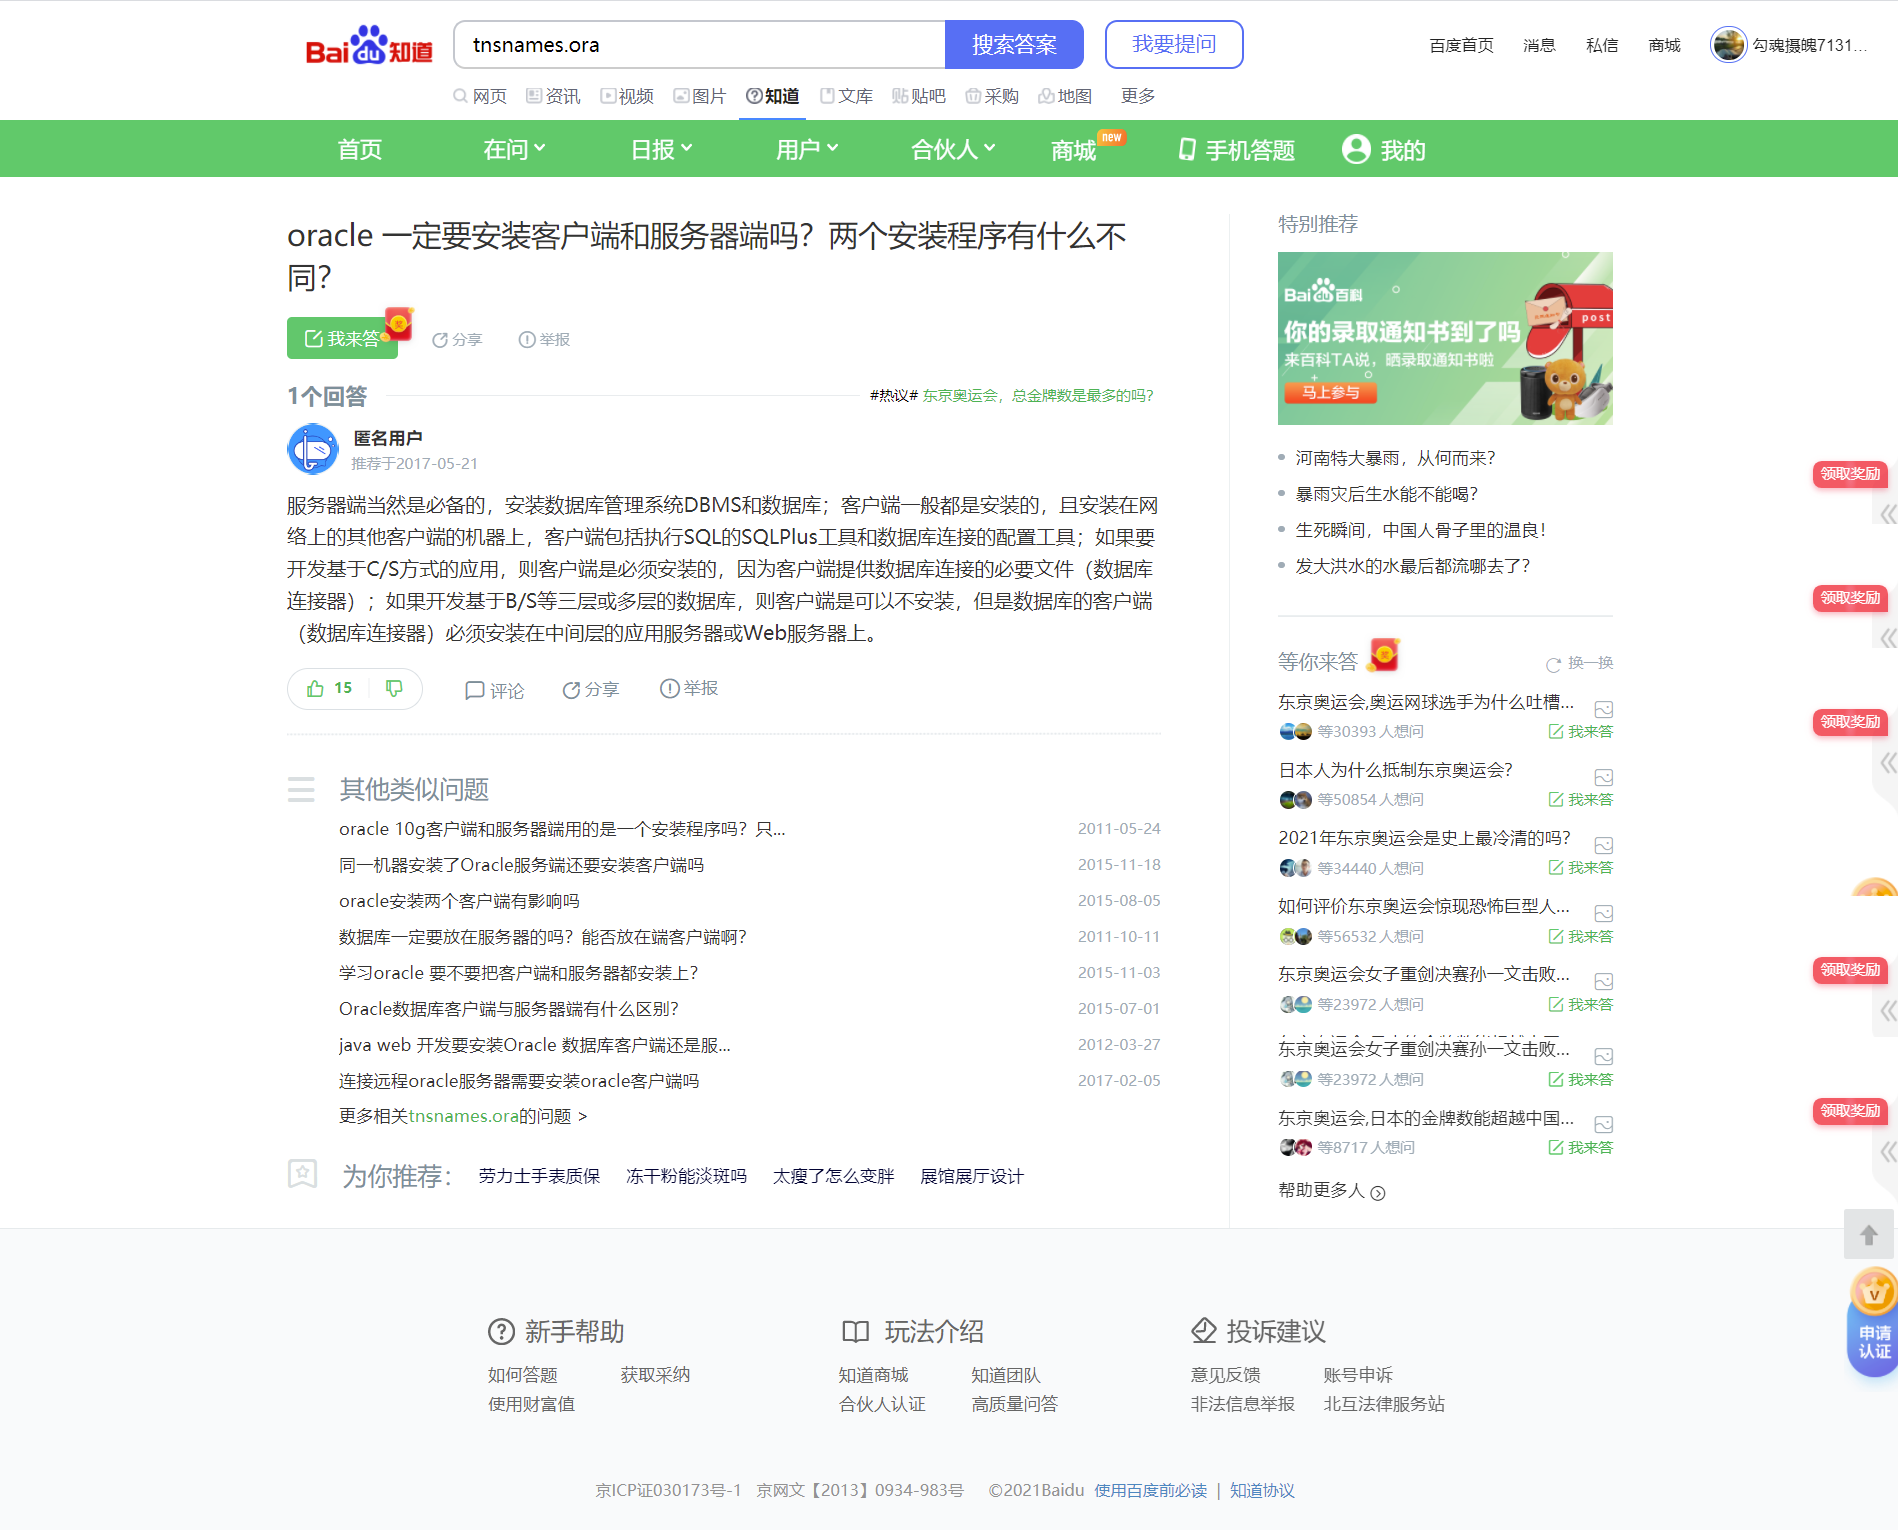 Bai du 知道
tnsnames.ora
搜索答案
我要提问
百度首页 消息 私信 商城 勾魂摄魄7131...
网页 资讯 视频 图片 知道 文库 贴吧 采购 地图 更多
首页 在问 日报 用户 合伙人 商城 new 手机答题 我的
oracle 一定要安装客户端和服务器端吗？两个安装程序有什么不
同？
我来答 奖 分享 举报
1个回答
#热议# 东京奥运会，总金牌数是最多的吗？
匿名用户
推荐于2017-05-21
服务器端当然是必备的，安装数据库管理系统DBMS和数据库；客户端一般都是安装的，且安装在网
络上的其他客户端的机器上，客户端包括执行SQL的SQLPlus工具和数据库连接的配置工具；如果要
开发基于C/S方式的应用，则客户端是必须安装的，因为客户端提供数据库连接的必要文件（数据库
连接器）；如果开发基于B/S等三层或多层的数据库，则客户端是可以不安装，但是数据库的客户端
（数据库连接器）必须安装在中间层的应用服务器或Web服务器上。
15 评论 分享 举报
其他类似问题
oracle 10g客户端和服务器端用的是一个安装程序吗？只... 2011-05-24
同一机器安装了Oracle服务端还要安装客户端吗 2015-11-18
oracle安装两个客户端有影响吗 2015-08-05
数据库一定要放在服务器的吗？能否放在端客户端啊？ 2011-10-11
学习oracle 要不要把客户端和服务器都安装上？ 2015-11-03
Oracle数据库客户端与服务器端有什么区别？ 2015-07-01
java web 开发要安装Oracle 数据库客户端还是服... 2012-03-27
连接远程oracle服务器需要安装oracle客户端吗 2017-02-05
更多相关tnsnames.ora的问题 >
为你推荐： 劳力士手表质保 冻干粉能淡斑吗 太瘦了怎么变胖 展馆展厅设计
特别推荐
Bai du 百科
你的录取通知书到了吗
来百科TA说，晒录取通知书啦
马上参与
post
河南特大暴雨，从何而来？
暴雨灾后生水能不能喝？
生死瞬间，中国人骨子里的温良！
发大洪水的水最后都流哪去了？
等你来答 奖 换一换
东京奥运会,奥运网球选手为什么吐槽...
等30393人想问 我来答
日本人为什么抵制东京奥运会？
等50854人想问 我来答
2021年东京奥运会是史上最冷清的吗？
等34440人想问 我来答
如何评价东京奥运会惊现恐怖巨型人...
等56532人想问 我来答
东京奥运会女子重剑决赛孙一文击败...
等23972人想问 我来答
东京奥运会女子重剑决赛孙一文击败...
等23972人想问 我来答
东京奥运会,日本的金牌数能超越中国...
等8717人想问 我来答
帮助更多人
领取奖励
领取奖励
领取奖励
领取奖励
领取奖励
V
申请
认证
新手帮助
如何答题 获取采纳
使用财富值
玩法介绍
知道商城 知道团队
合伙人认证 高质量问答
投诉建议
意见反馈 账号申诉
非法信息举报 北互法律服务站
京ICP证030173号-1 京网文【2013】0934-983号 ©2021Baidu 使用百度前必读 | 知道协议